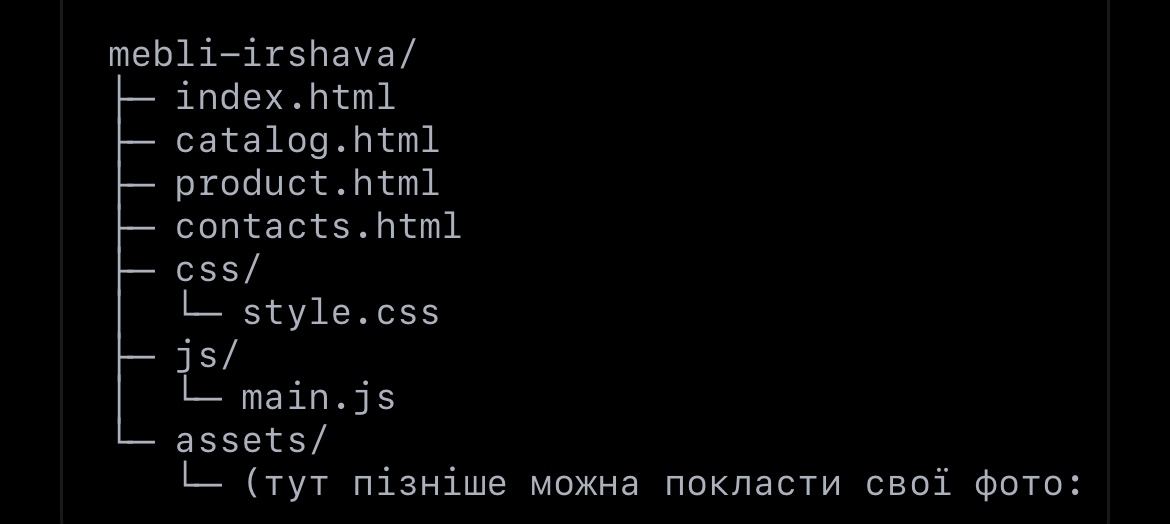 mebli-irshava/
├─ index.html
├─ catalog.html
├─ product.html
├─ contacts.html
├─ css/
│  └─ style.css
├─ js/
│  └─ main.js
└─ assets/
   └─ (тут пізніше можна покласти свої фото: